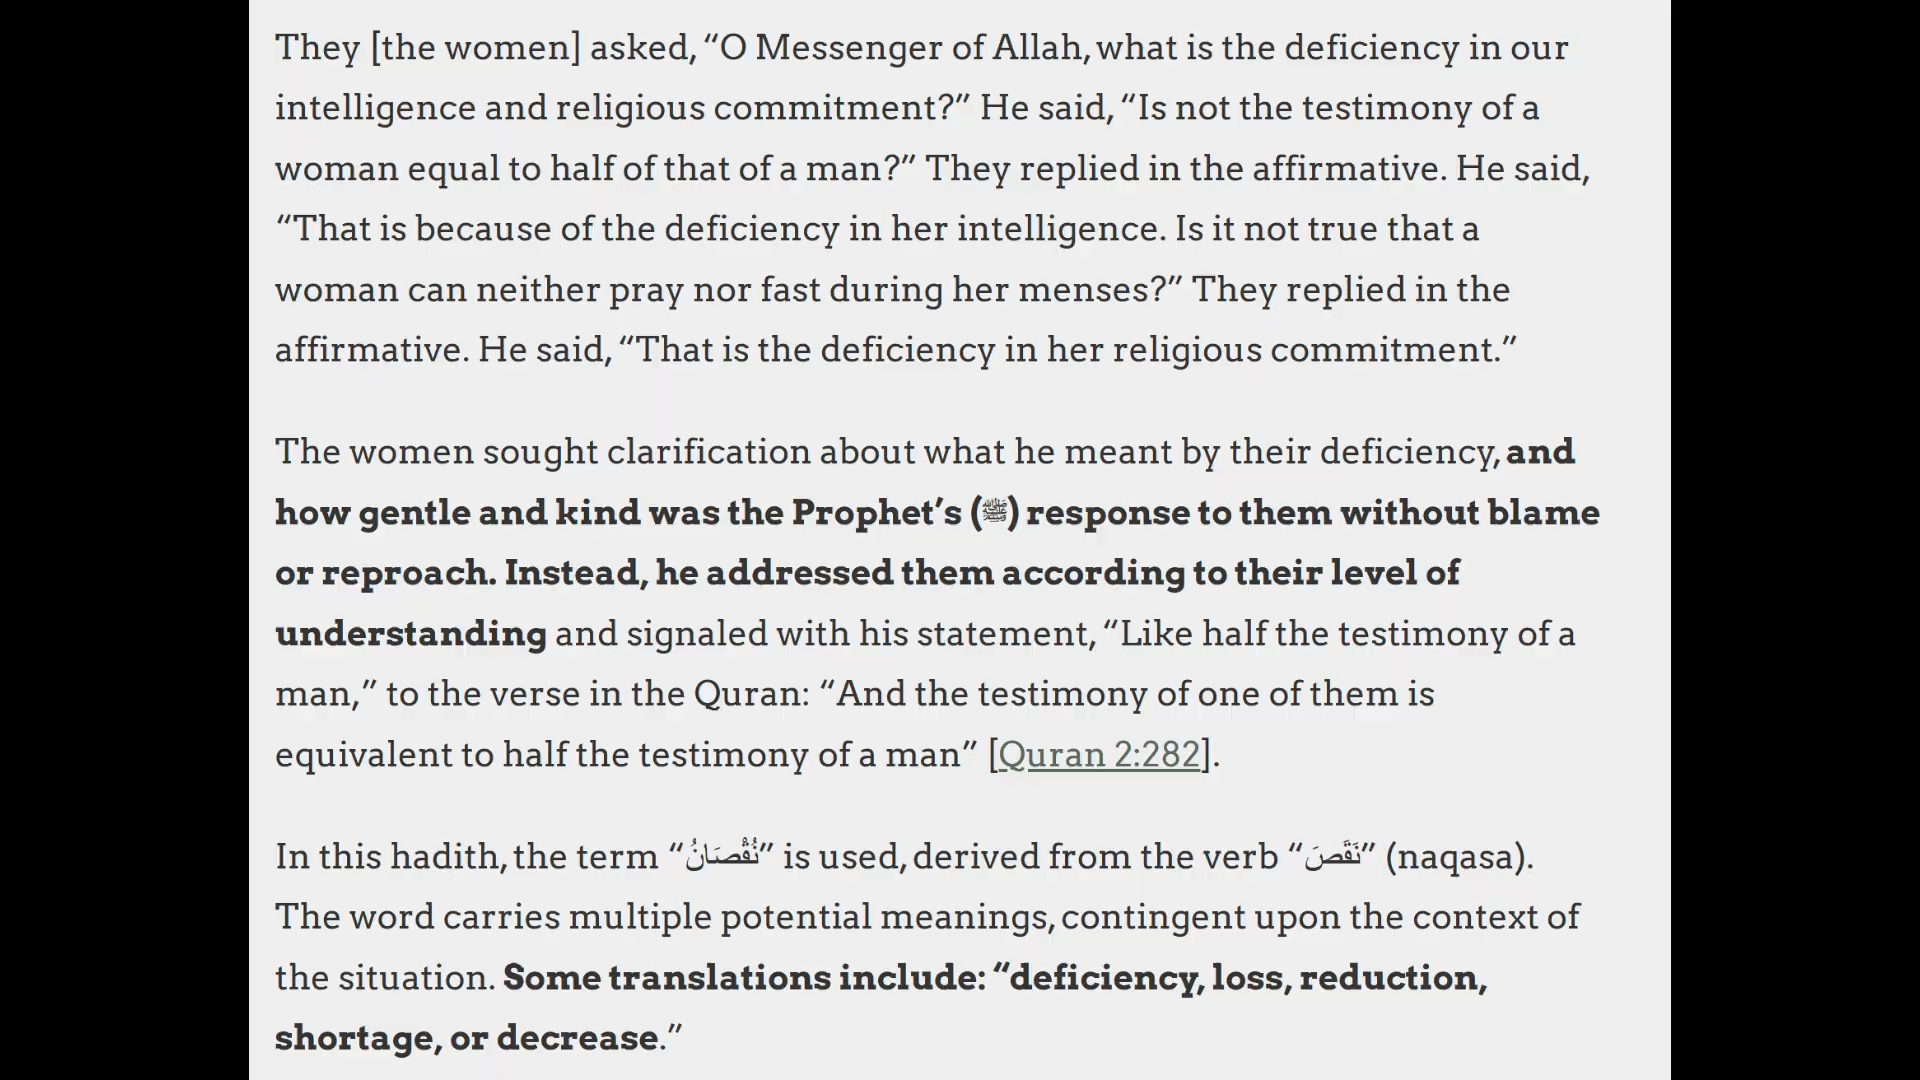 They [the women] asked, “O Messenger of Allah, what is the deficiency in our
intelligence and religious commitment?” He said, “Is not the testimony of a
woman equal to half of that of a man?” They replied in the affirmative. He said,
“That is because of the deficiency in her intelligence. Is it not true that a
woman can neither pray nor fast during her menses?” They replied in the
affirmative. He said, “That is the deficiency in her religious commitment.”
The women sought clarification about what he meant by their deficiency, and
how gentle and kind was the Prophet’s (ﷺ) response to them without blame
or reproach. Instead, he addressed them according to their level of
understanding and signaled with his statement, “Like half the testimony of a
man,” to the verse in the Quran: “And the testimony of one of them is
equivalent to half the testimony of a man” [Quran 2:282].
In this hadith, the term “نُقْصَانُ” is used, derived from the verb “نَقَصَ” (naqasa).
The word carries multiple potential meanings, contingent upon the context of
the situation. Some translations include: “deficiency, loss, reduction,
shortage, or decrease.”